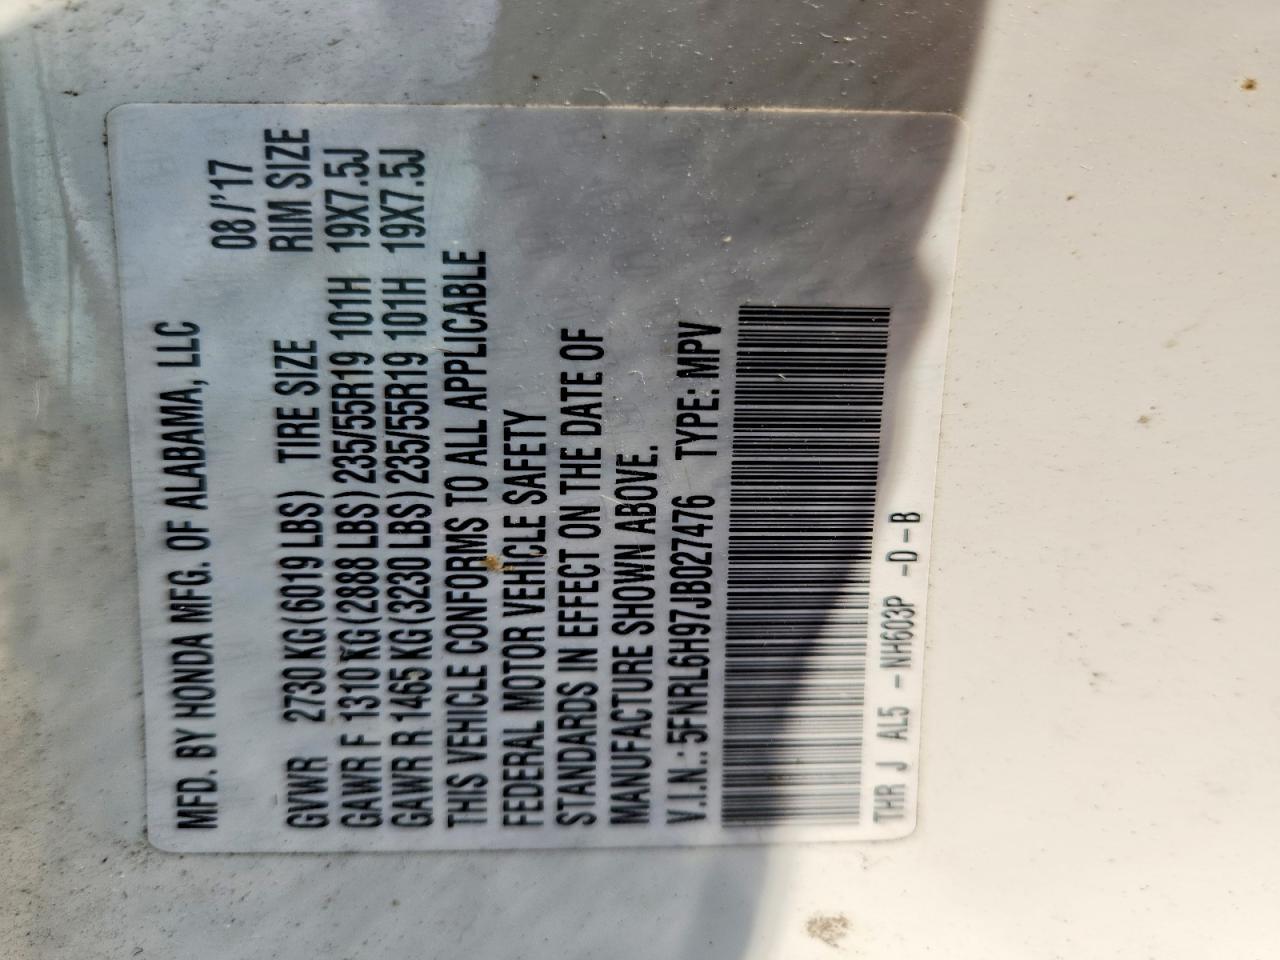 MFD. BY HONDA MFG. OF ALABAMA, LLC
08/'17
GVWR 2730 KG(6019 LBS) TIRE SIZE RIM SIZE
GAWR F 1310 KG(2888 LBS)235/55R19 101H 19X7.5J
GAWR R 1465 KG(3230 LBS)235/55R19 101H 19X7.5J
THIS VEHICLE CONFORMS TO ALL APPLICABLE
FEDERAL MOTOR VEHICLE SAFETY
STANDARDS IN EFFECT ON THE DATE OF
MANUFACTURE SHOWN ABOVE.
V.I.N.: 5FNRL6H97JB027476 TYPE: MPV
THR J AL5 -NH603P -D-B